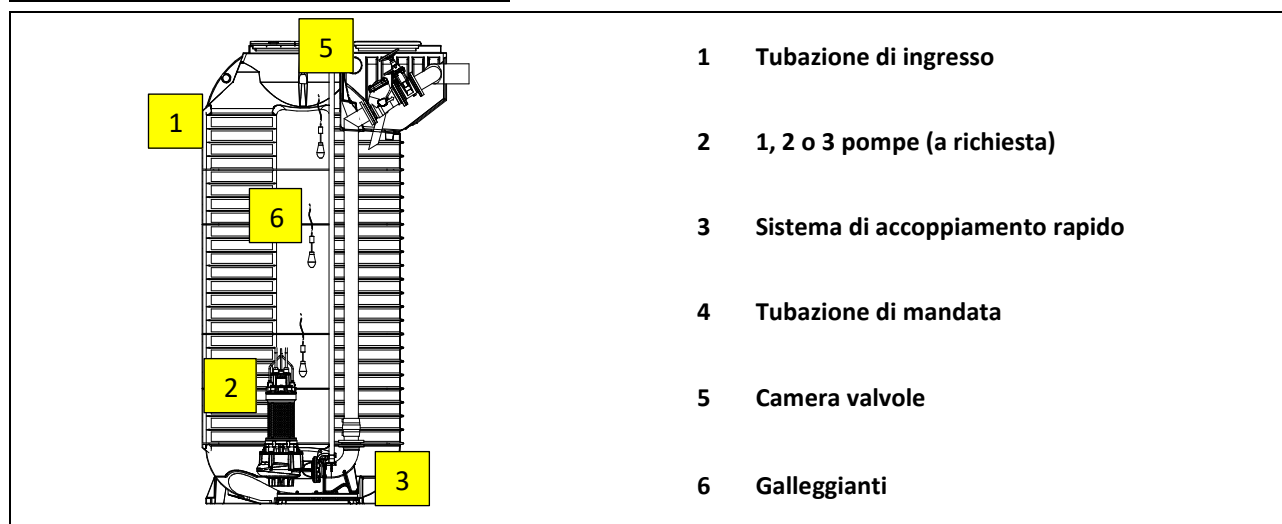 5
1
6
2
3
1 Tubazione di ingresso
2 1, 2 o 3 pompe (a richiesta)
3 Sistema di accoppiamento rapido
4 Tubazione di mandata
5 Camera valvole
6 Galleggianti